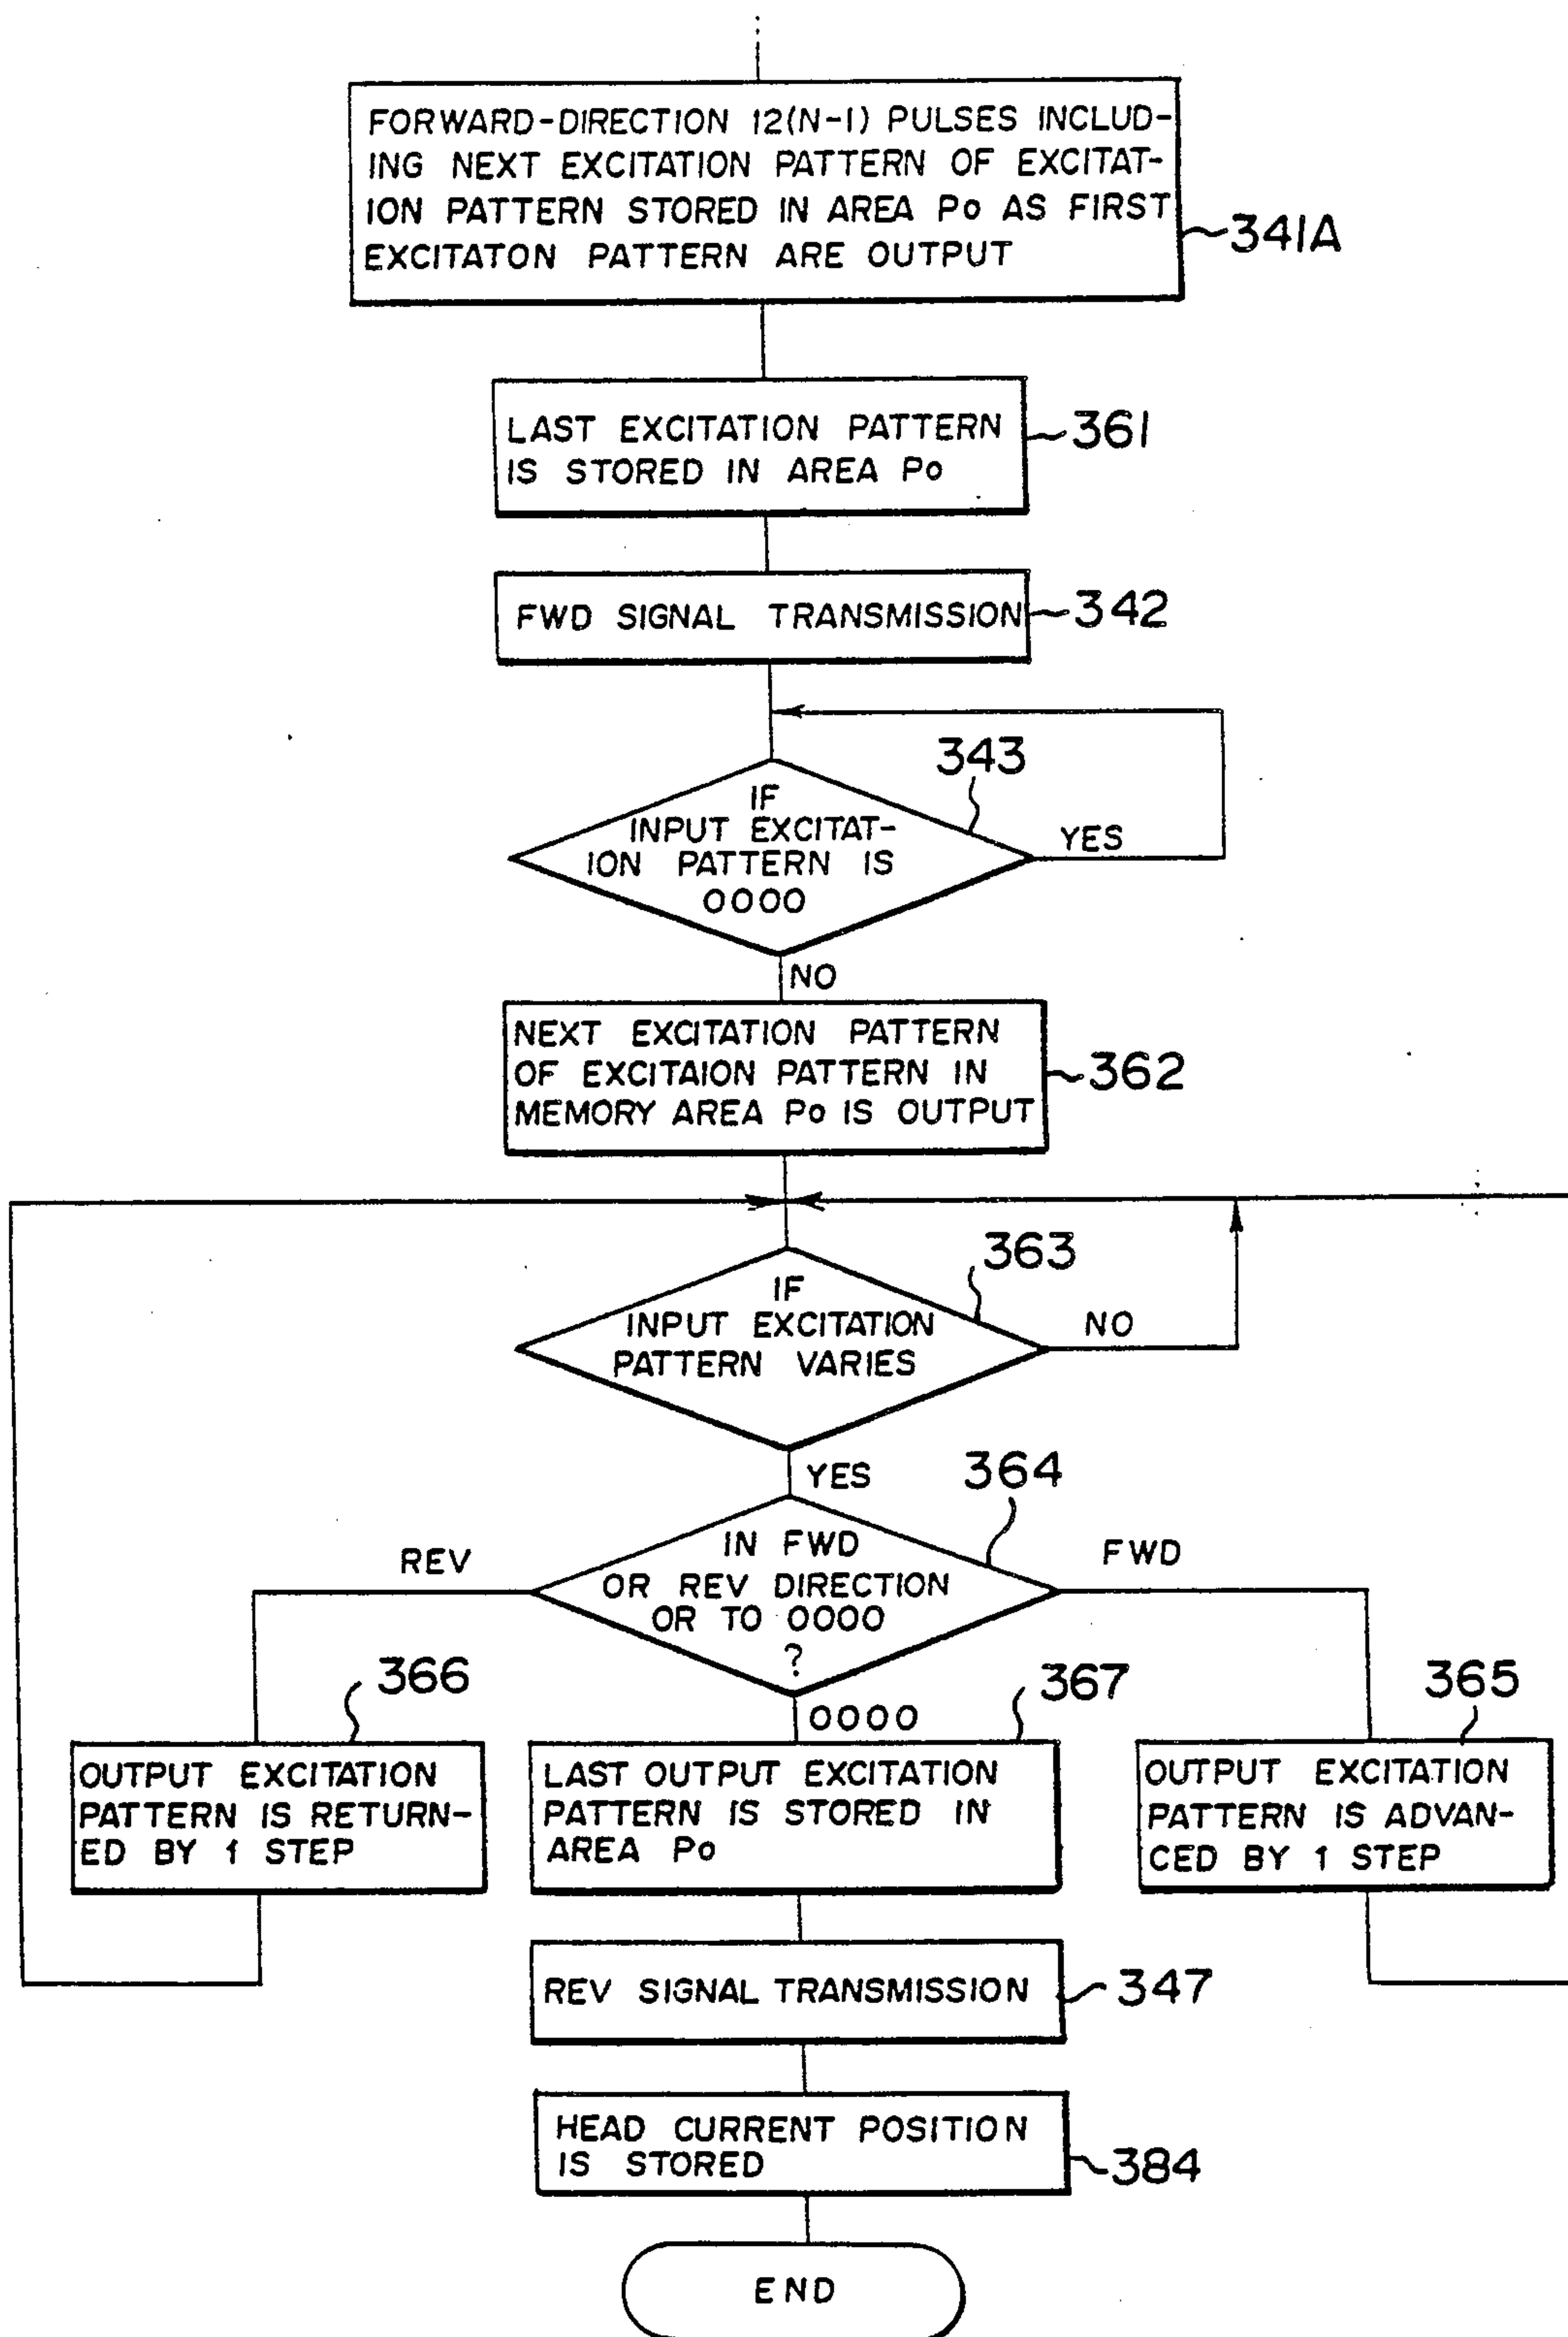 FORWARD-DIRECTION 12(N-1) PULSES INCLUD-
ING NEXT EXCITATION PATTERN OF EXCITAT-
ION PATTERN STORED IN AREA Po AS FIRST
EXCITATON PATTERN ARE OUTPUT
341A
LAST EXCITATION PATTERN
IS STORED IN AREA Po
361
FWD SIGNAL TRANSMISSION
342
343
IF
INPUT EXCITAT-
ION PATTERN IS
0000
YES
NO
NEXT EXCITATION PATTERN
OF EXCITAION PATTERN IN
MEMORY AREA Po IS OUTPUT
362
363
IF
INPUT EXCITATION
PATTERN VARIES
NO
YES
364
IN FWD
OR REV DIRECTION
OR TO 0000
?
REV
FWD
0000
366
OUTPUT EXCITATION
PATTERN IS RETURN-
ED BY 1 STEP
367
LAST OUTPUT EXCITATION
PATTERN IS STORED IN
AREA Po
365
OUTPUT EXCITATION
PATTERN IS ADVAN-
CED BY 1 STEP
REV SIGNAL TRANSMISSION
347
HEAD CURRENT POSITION
IS STORED
384
END